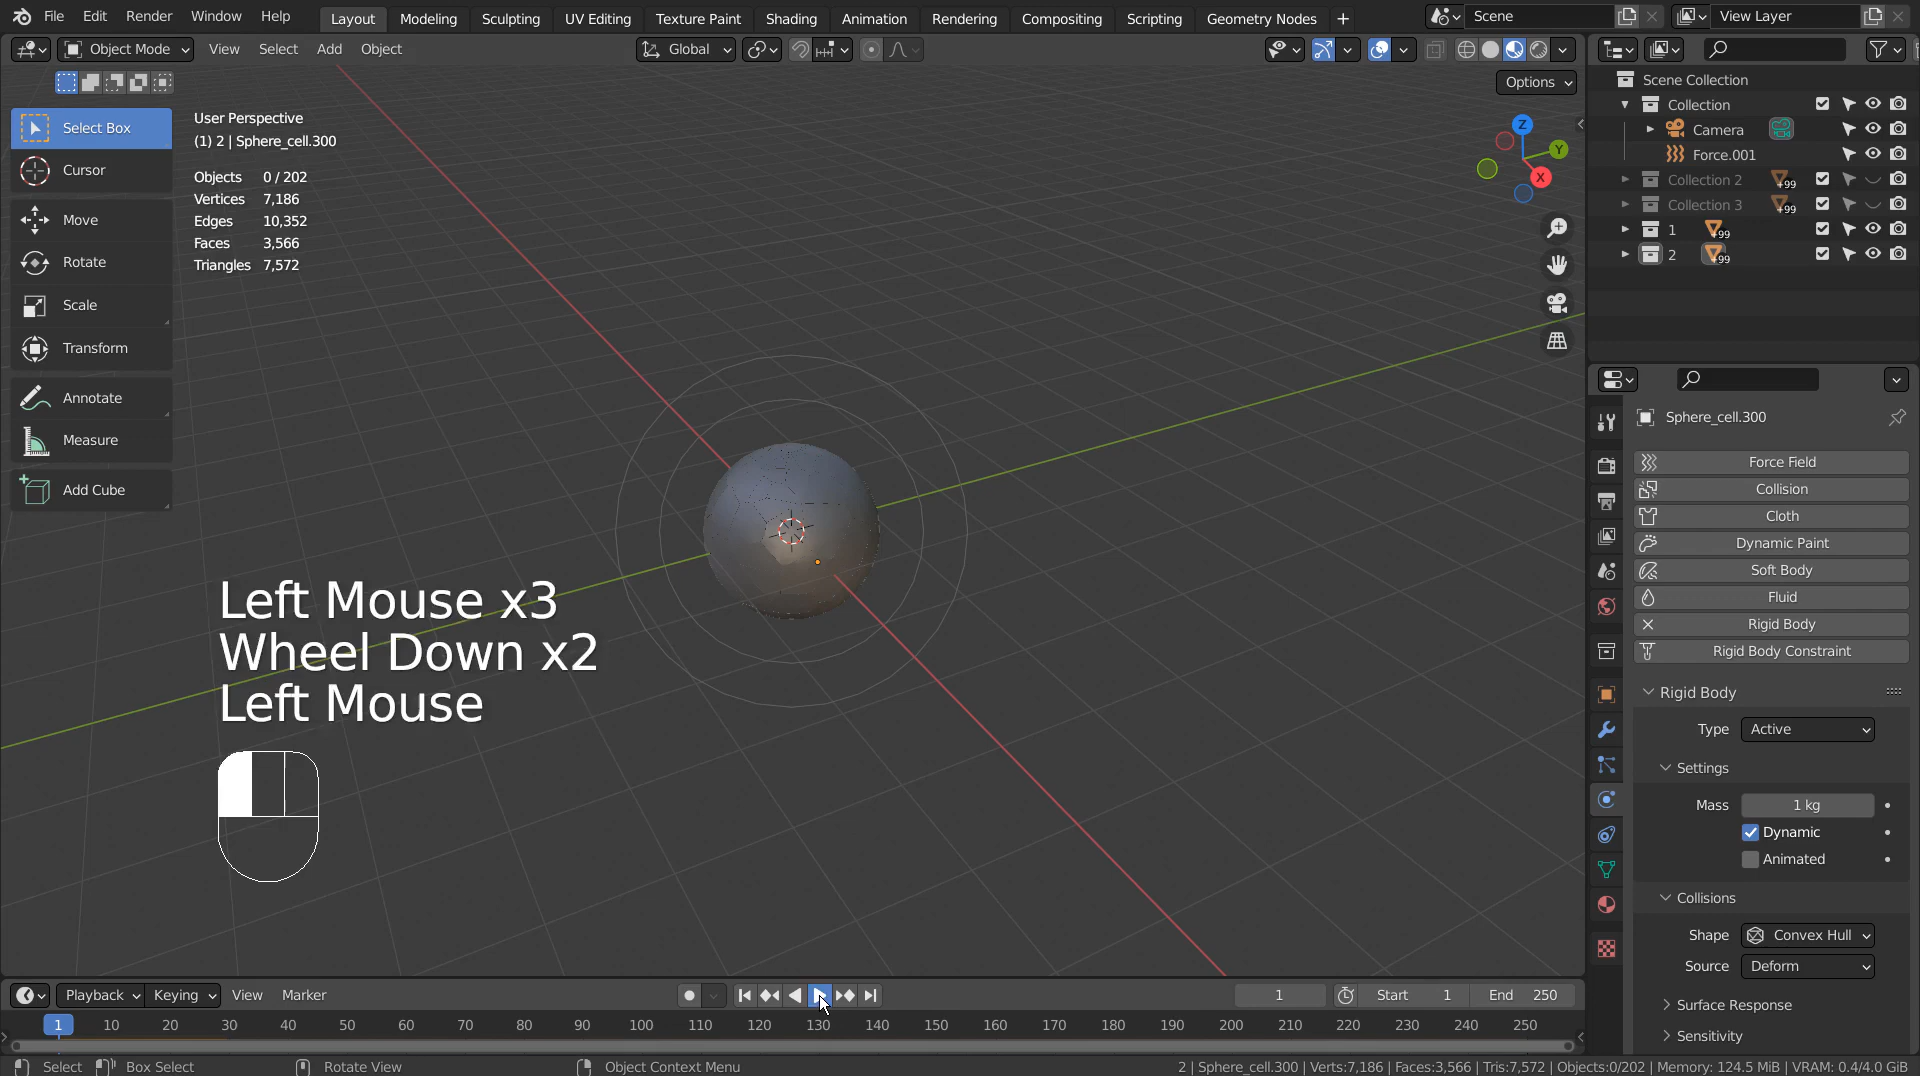 File Edit Render Window Help Layout Modeling Sculpting UV Editing Texture Paint Shading Animation Rendering Compositing Scripting Geometry Nodes + Scene View Layer
Object Mode View Select Add Object Global
Options
Select Box
Cursor
Move
Rotate
Scale
Transform
Annotate
Measure
Add Cube
User Perspective
(1) 2 | Sphere_cell.300
Objects 0 / 202
Vertices 7,186
Edges 10,352
Faces 3,566
Triangles 7,572
Z
Y
X
Left Mouse x3
Wheel Down x2
Left Mouse
Scene Collection
Collection
Camera
Force.001
Collection 2 +99
Collection 3 +99
1 +99
2 +99
Sphere_cell.300
Force Field
Collision
Cloth
Dynamic Paint
Soft Body
Fluid
Rigid Body
Rigid Body Constraint
Rigid Body
Type Active
Settings
Mass 1 kg
Dynamic
Animated
Collisions
Shape Convex Hull
Source Deform
Surface Response
Sensitivity
Playback Keying View Marker 1 Start 1 End 250
1 10 20 30 40 50 60 70 80 90 100 110 120 130 140 150 160 170 180 190 200 210 220 230 240 250
Select Box Select Rotate View Object Context Menu 2 | Sphere_cell.300 | Verts:7,186 | Faces:3,566 | Tris:7,572 | Objects:0/202 | Memory: 124.5 MiB | VRAM: 0.4/4.0 GiB